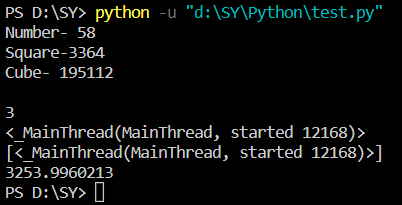 PS D:\SY> python -u "d:\SY\Python\test.py"
Number- 58
Square-3364
Cube- 195112
3
<_MainThread(MainThread, started 12168)>
[<_MainThread(MainThread, started 12168)>]
3253.9960213
PS D:\SY>